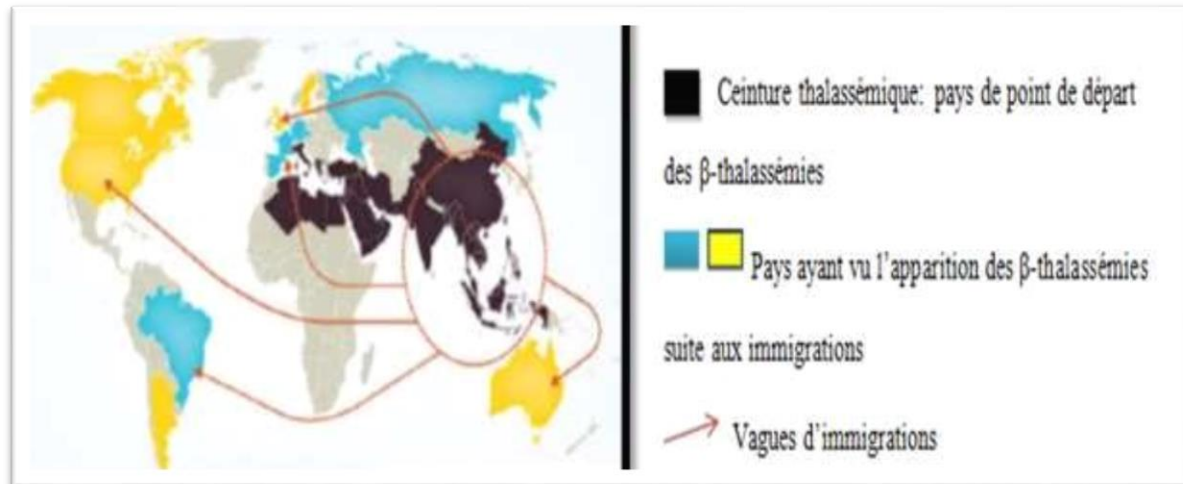 Ceinture thalassémique: pays de point de départ
des β-thalassémies
Pays ayant vu l'apparition des β-thalassémies
suite aux immigrations
Vagues d'immigrations